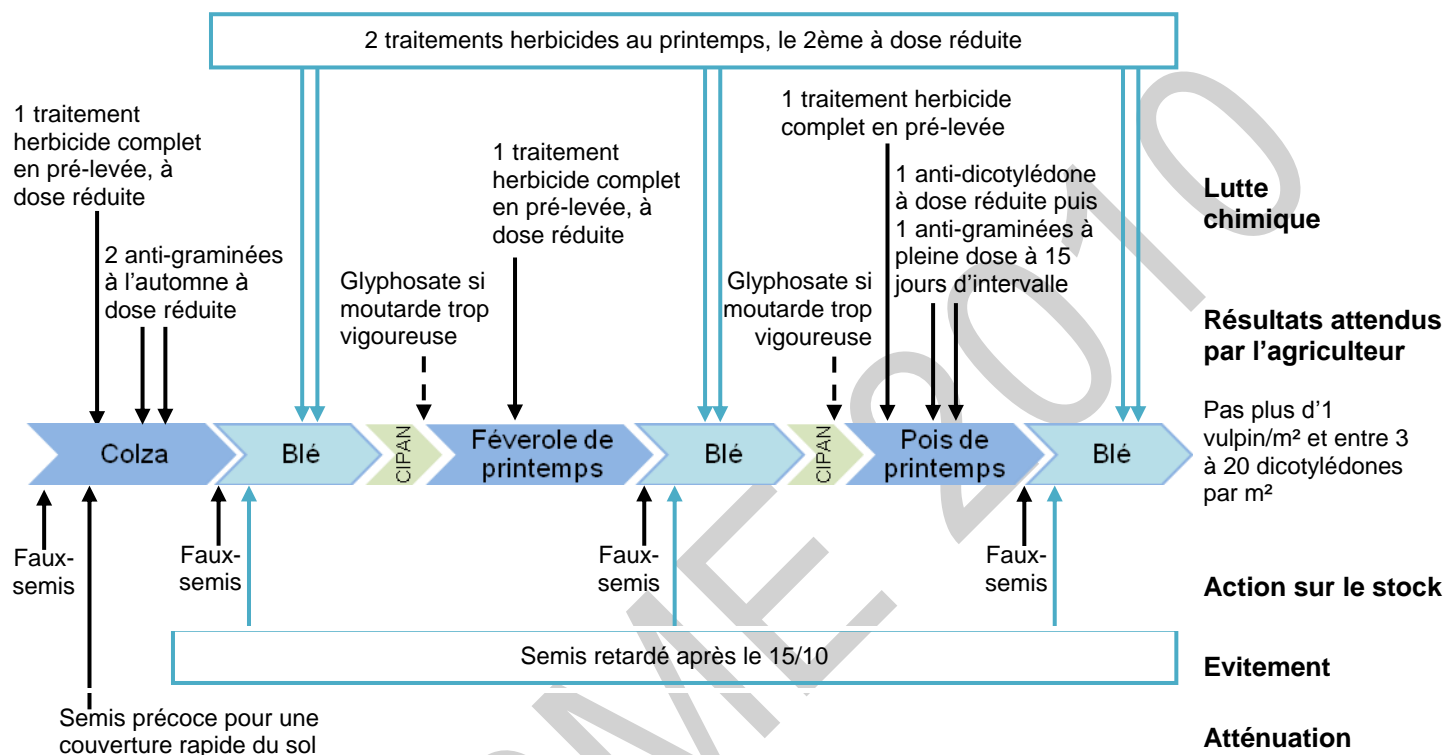 2 traitements herbicides au printemps, le 2ème à dose réduite
1 traitement
herbicide complet
en pré-levée, à
dose réduite
2 anti-graminées
à l'automne à
dose réduite
Glyphosate si
moutarde trop
vigoureuse
1 traitement
herbicide complet
en pré-levée, à
dose réduite
Glyphosate si
moutarde trop
vigoureuse
1 traitement herbicide
complet en pré-levée
1 anti-dicotylédone
à dose réduite puis
1 anti-graminées à
pleine dose à 15
jours d'intervalle
Lutte
chimique
Résultats attendus
par l'agriculteur
Pas plus d'1
vulpin/m² et entre 3
à 20 dicotylédones
par m²
Colza
Blé
CIPAN
Féverole de
printemps
Blé
CIPAN
Pois de
printemps
Blé
Faux-
semis
Faux-
semis
Faux-
semis
Faux-
semis
Action sur le stock
Semis retardé après le 15/10
Evitement
Semis précoce pour une
couverture rapide du sol
Atténuation
OME 2010